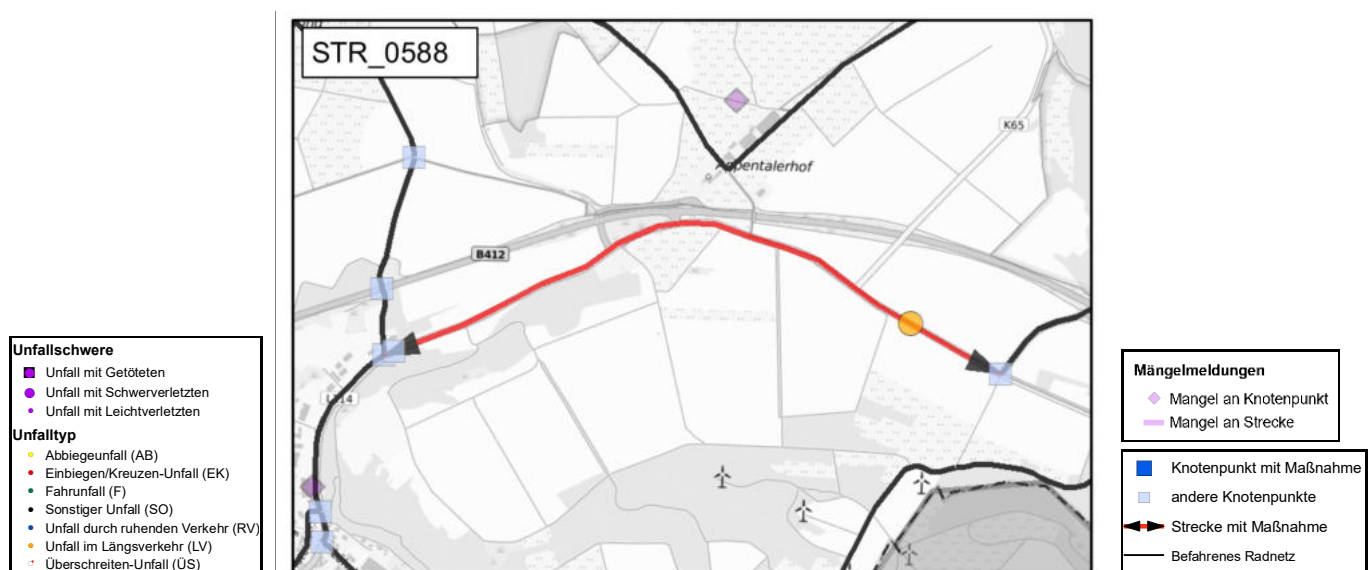 STR_0588
K65
B412
Unfallschwere
Unfall mit Getöteten
Unfall mit Schwerverletzten
Unfall mit Leichtverletzten
Unfalltyp
Abbiegeunfall (AB)
Einbiegen/Kreuzen-Unfall (EK)
Fahrunfall (F)
Sonstiger Unfall (SO)
Unfall durch ruhenden Verkehr (RV)
Unfall im Längsverkehr (LV)
Überschreiten-Unfall (ÜS)
Mängelmeldungen
Mangel an Knotenpunkt
Mangel an Strecke
Knotenpunkt mit Maßnahme
andere Knotenpunkte
Strecke mit Maßnahme
Befahrenes Radnetz